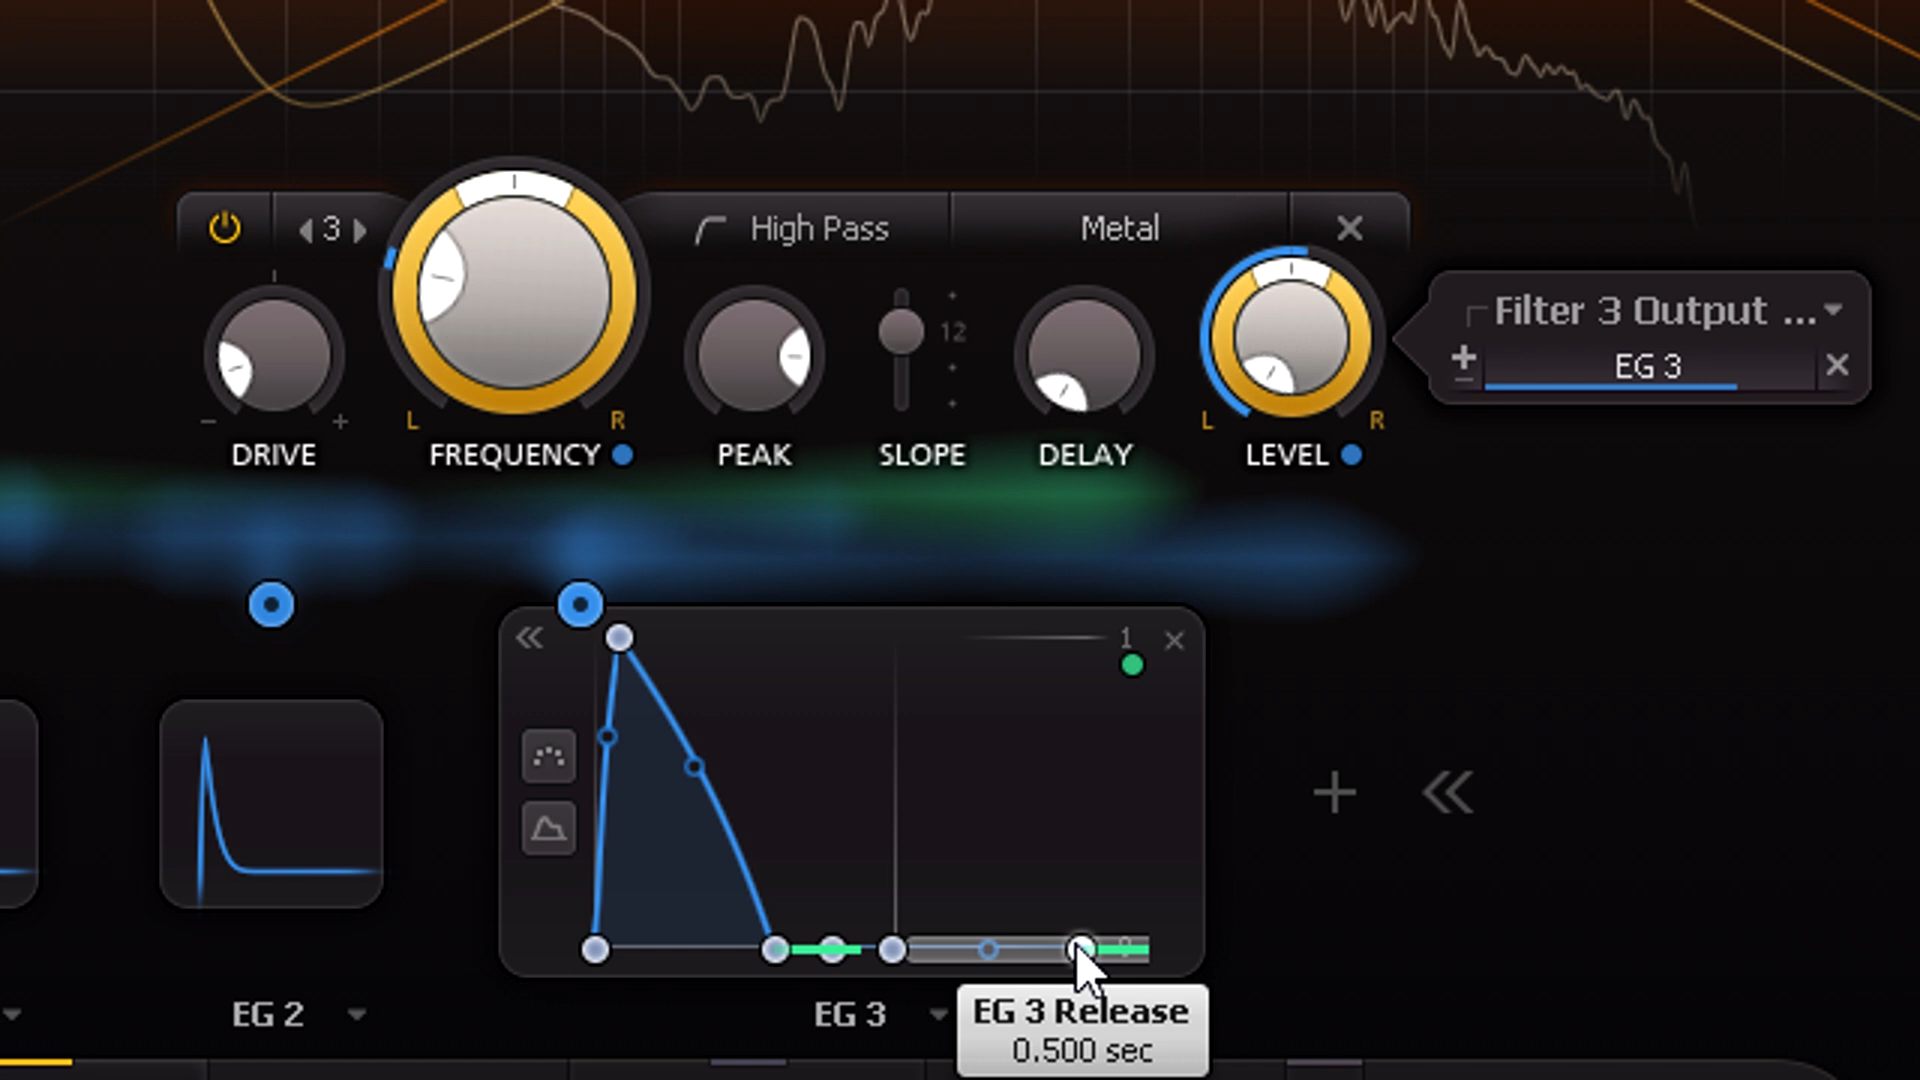 3
High Pass
Metal
Filter 3 Output ...
EG 3
12
L R
L R
DRIVE
FREQUENCY
PEAK
SLOPE
DELAY
LEVEL
1
EG 2
EG 3
EG 3 Release
0.500 sec